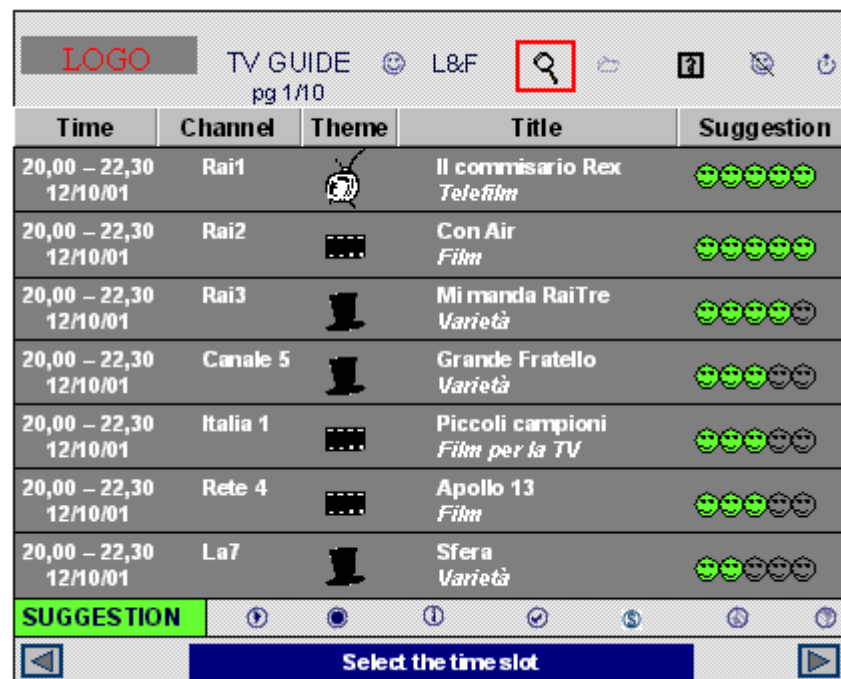 LOGO TV GUIDE L&F ?
pg 1/10
Time Channel Theme Title Suggestion
20,00 – 22,30 Rai1 Il commisario Rex
12/10/01 Telefilm
20,00 – 22,30 Rai2 Con Air
12/10/01 Film
20,00 – 22,30 Rai3 Mi manda RaiTre
12/10/01 Varietà
20,00 – 22,30 Canale 5 Grande Fratello
12/10/01 Varietà
20,00 – 22,30 Italia 1 Piccoli campioni
12/10/01 Film per la TV
20,00 – 22,30 Rete 4 Apollo 13
12/10/01 Film
20,00 – 22,30 La7 Sfera
12/10/01 Varietà
SUGGESTION
Select the time slot